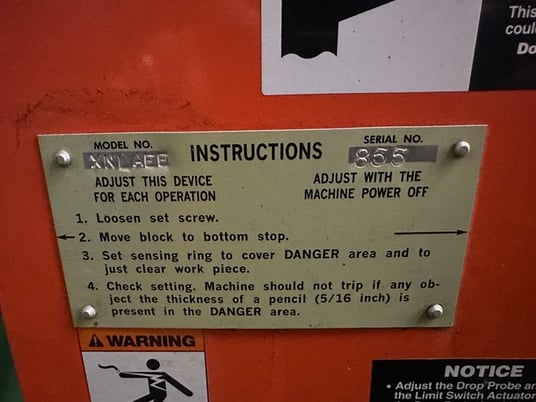 This
coul
Do
MODEL NO.
XNLAEE
INSTRUCTIONS
SERIAL NO.
855
ADJUST THIS DEVICE
FOR EACH OPERATION
ADJUST WITH THE
MACHINE POWER OFF
1. Loosen set screw.
2. Move block to bottom stop.
3. Set sensing ring to cover DANGER area and to
just clear work piece.
4. Check setting. Machine should not trip if any ob-
ject the thickness of a pencil (5/16 inch) is
present in the DANGER area.
WARNING
NOTICE
• Adjust the Drop Probe an
the Limit Switch Actuator